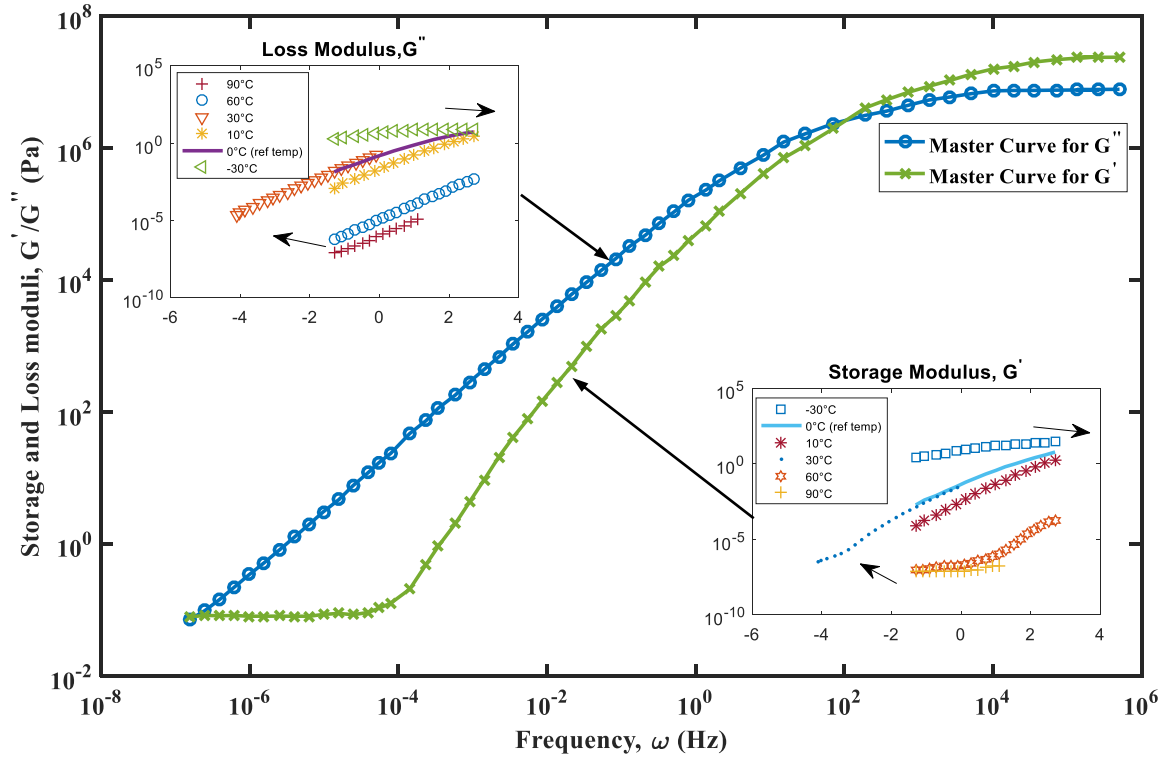 10^8
10^6
10^4
10^2
10^0
10^-2
Storage and Loss moduli, G'/G'' (Pa)
Loss Modulus,G''
10^5
10^0
10^-5
10^-10
90°C
60°C
30°C
10°C
0°C (ref temp)
-30°C
-6 -4 -2 0 2 4
Master Curve for G''
Master Curve for G'
Storage Modulus, G'
10^5
10^0
10^-5
10^-10
-30°C
0°C (ref temp)
10°C
30°C
60°C
90°C
-6 -4 -2 0 2 4
10^-8 10^-6 10^-4 10^-2 10^0 10^2 10^4 10^6
Frequency, ω (Hz)